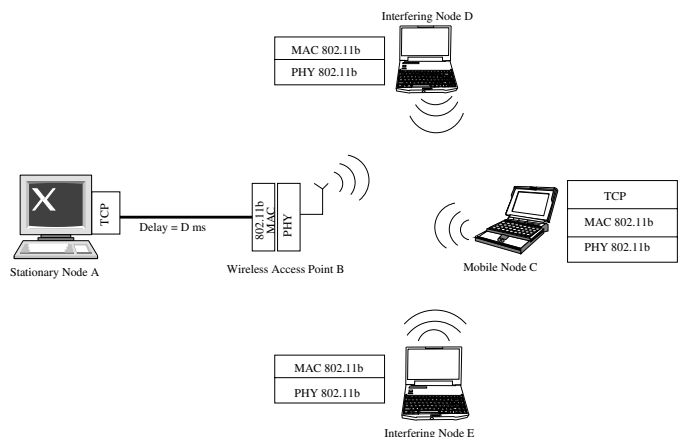 Interfering Node D
MAC 802.11b
PHY 802.11b
X
TCP
Delay = D ms
802.11b
MAC
PHY
Stationary Node A
Wireless Access Point B
Mobile Node C
TCP
MAC 802.11b
PHY 802.11b
MAC 802.11b
PHY 802.11b
Interfering Node E